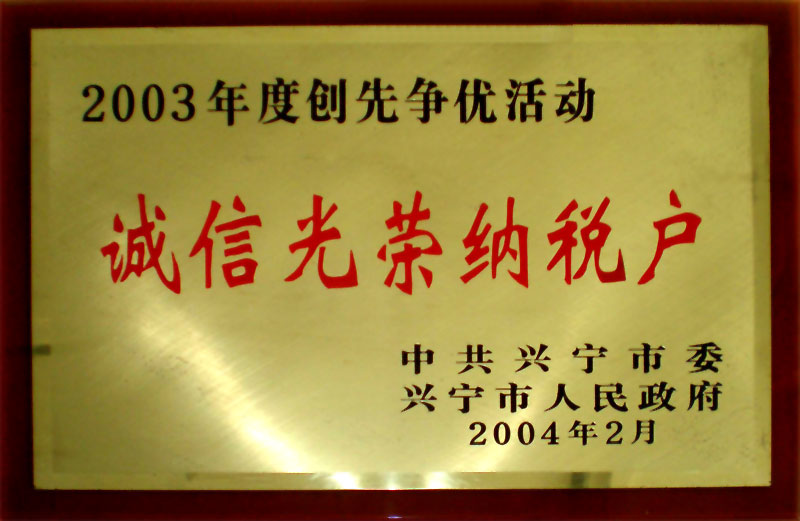 2003年度创先争优活动
诚信光荣纳税户
中共兴宁市委
兴宁市人民政府
2004年2月